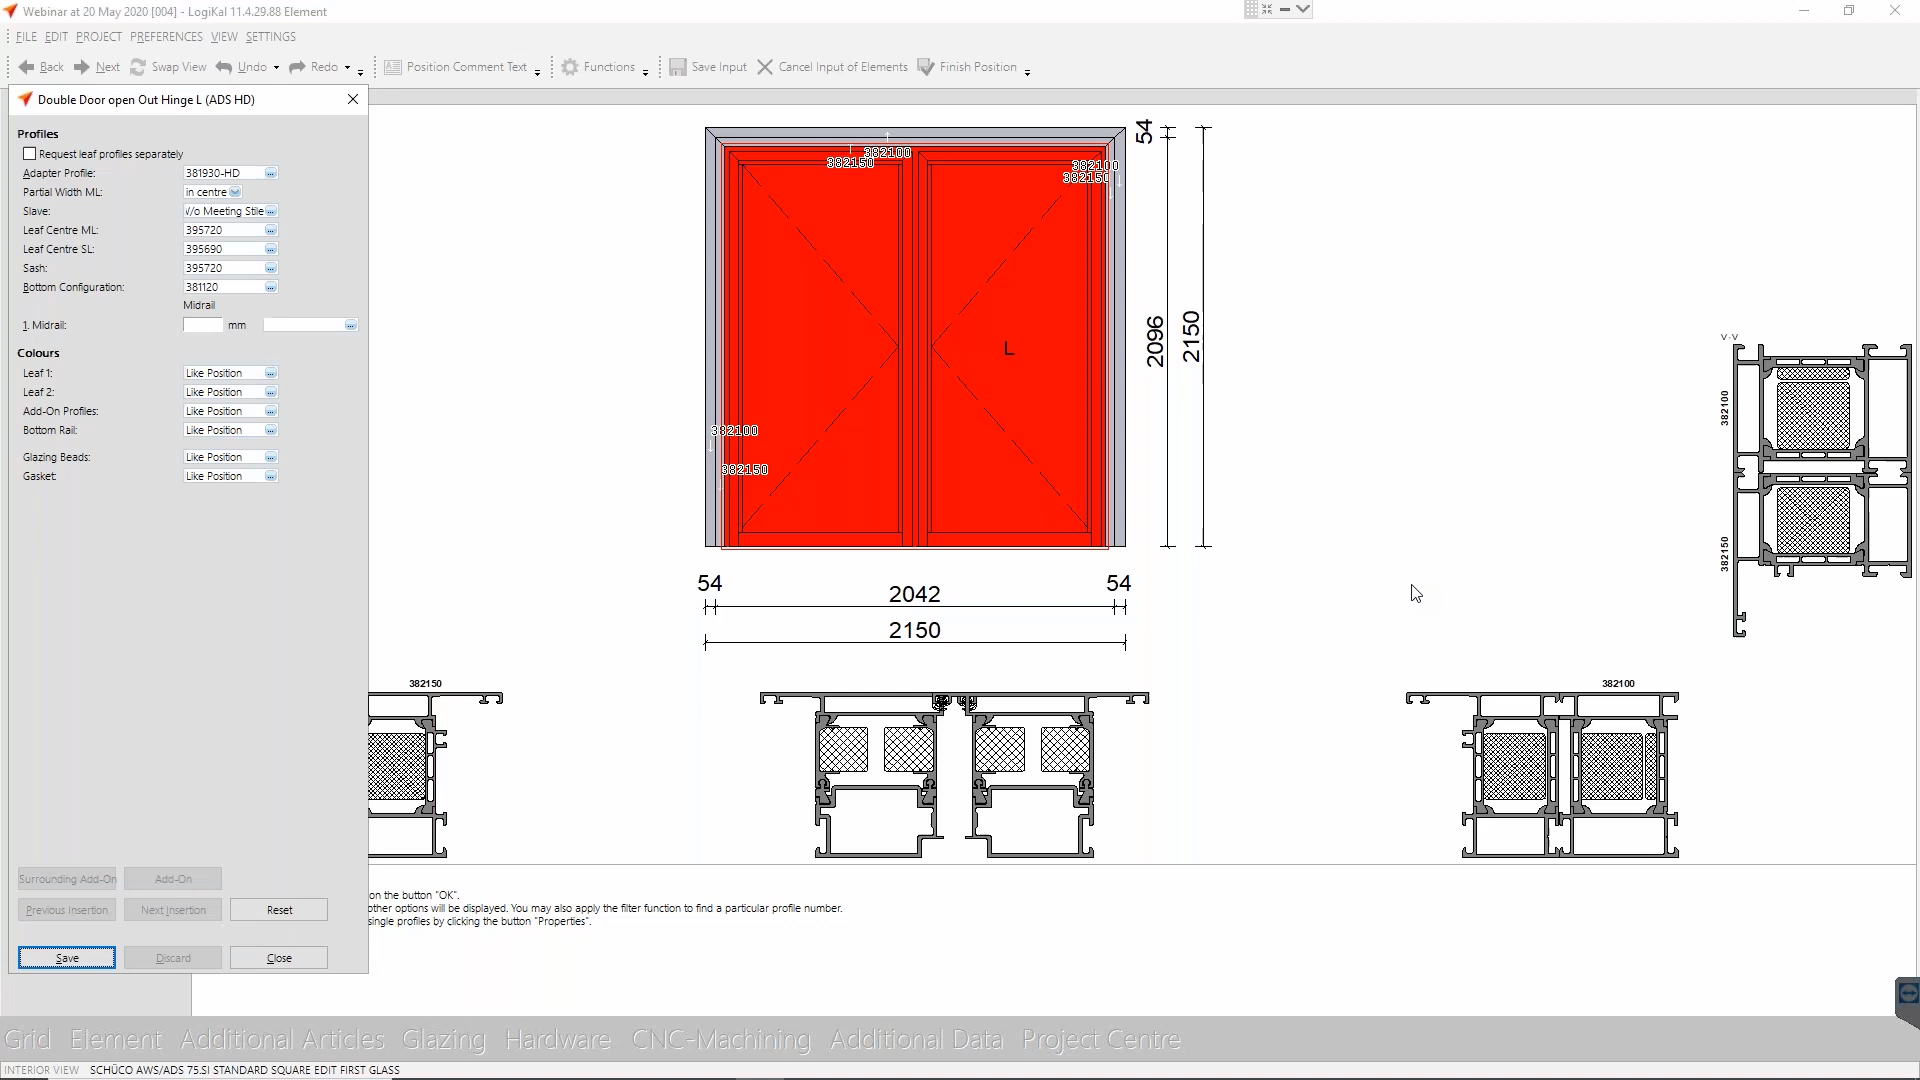 Webinar at 20 May 2020 [004] - LogiKal 11.4.29.88 Element
FILE EDIT PROJECT PREFERENCES VIEW SETTINGS
Back Next Swap View Undo Redo Position Comment Text Functions Save Input Cancel Input of Elements Finish Position
Double Door open Out Hinge L (ADS HD)
Profiles
Request leaf profiles separately
Adapter Profile: 381930-HD
Partial Width ML: in centre
Slave: V/o Meeting Stile
Leaf Centre ML: 395720
Leaf Centre SL: 395690
Sash: 395720
Bottom Configuration: 381120
Midrail
1. Midrail: mm
Colours
Leaf 1: Like Position
Leaf 2: Like Position
Add-On Profiles: Like Position
Bottom Rail: Like Position
Glazing Beads: Like Position
Gasket: Like Position
Surrounding Add-On Add-On
Previous Insertion Next Insertion Reset
Save Discard Close
54
382100
382150
382100
382150
L
2096
2150
382100
382150
54
2042
54
2150
V-V
382100
382150
382150
382100
on the button "OK".
other options will be displayed. You may also apply the filter function to find a particular profile number.
single profiles by clicking the button "Properties".
Grid Element Additional Articles Glazing Hardware CNC-Machining Additional Data Project Centre
INTERIOR VIEW SCHÜCO AWS/ADS 75.SI STANDARD SQUARE EDIT FIRST GLASS